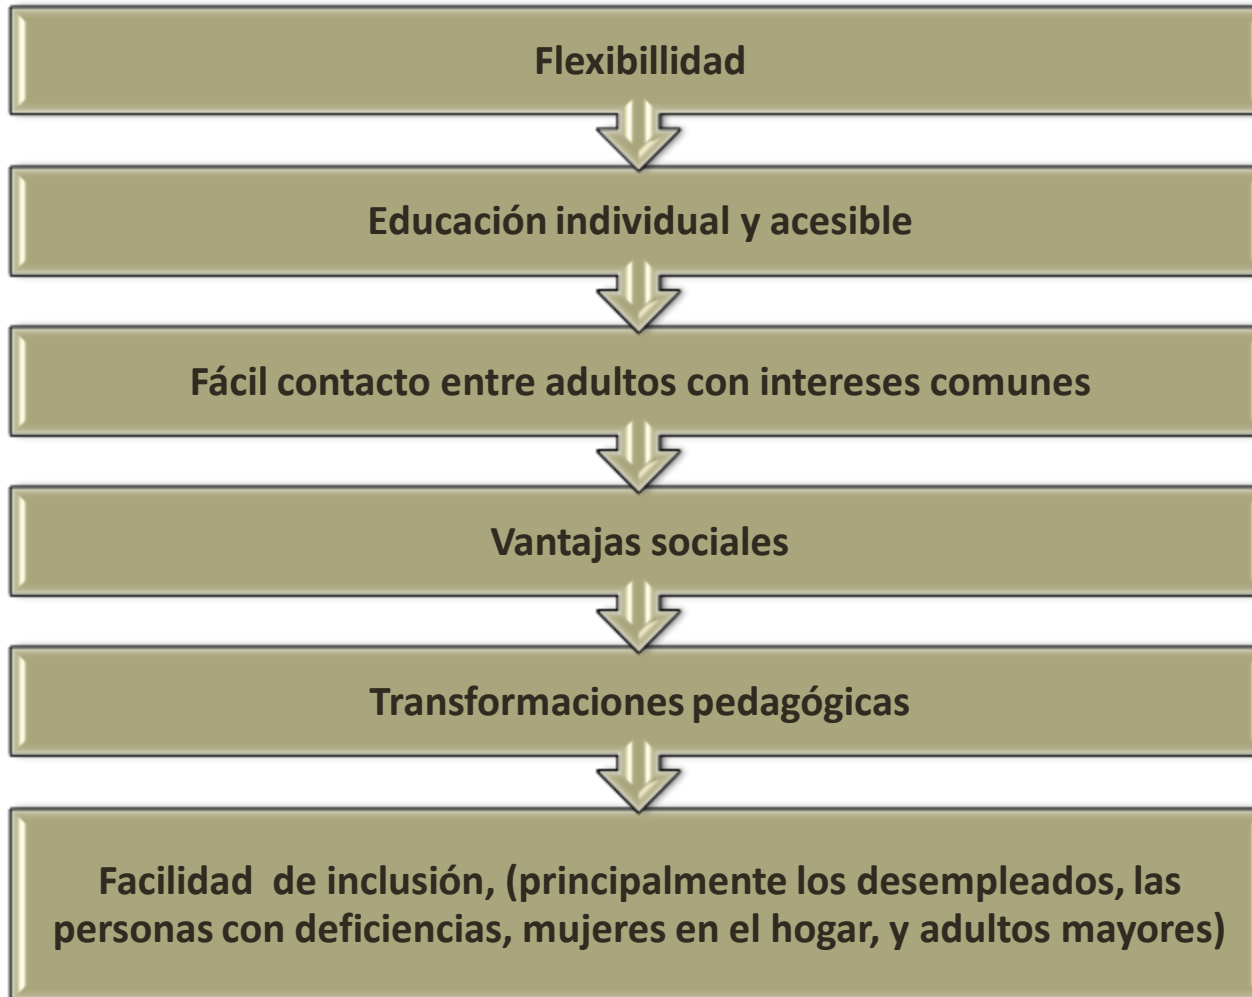 Flexibillidad
Educación individual y acesible
Fácil contacto entre adultos con intereses comunes
Vantajas sociales
Transformaciones pedagógicas
Facilidad  de inclusión, (principalmente los desempleados, las
personas con deficiencias, mujeres en el hogar, y adultos mayores)